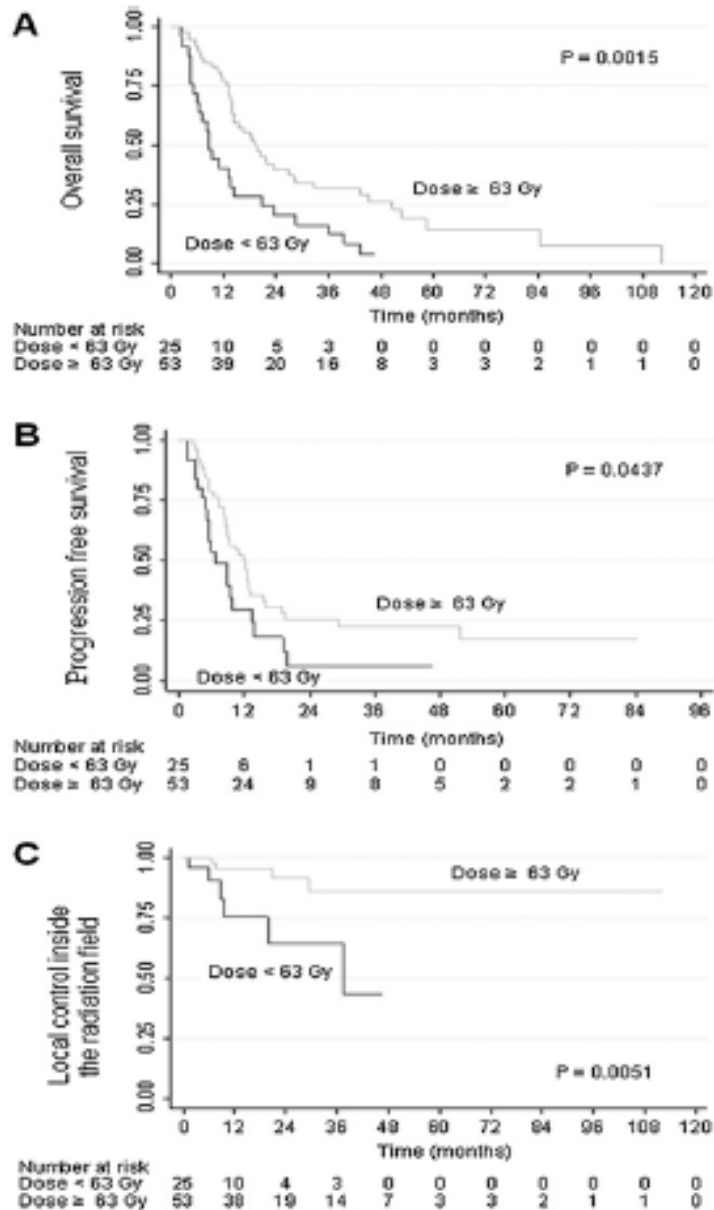 A
Overall survival
1.00
0.75
0.50
0.25
0.00
P = 0.0015
Dose ≥ 63 Gy
Dose < 63 Gy
0 12 24 36 48 60 72 84 96 108 120
Time (months)
Number at risk
Dose < 63 Gy 25 10 5 3 0 0 0 0 0 0 0
Dose ≥ 63 Gy 53 39 20 16 8 3 3 2 1 1 0
B
Progression free survival
1.00
0.75
0.50
0.25
0.00
P = 0.0437
Dose ≥ 63 Gy
Dose < 63 Gy
0 12 24 36 48 60 72 84 96
Time (months)
Number at risk
Dose < 63 Gy 25 6 1 1 0 0 0 0 0
Dose ≥ 63 Gy 53 24 9 8 5 2 2 1 0
C
Local control inside
the radiation field
1.00
0.75
0.50
0.25
0.00
Dose ≥ 63 Gy
Dose < 63 Gy
P = 0.0051
0 12 24 36 48 60 72 84 96 108 120
Time (months)
Number at risk
Dose < 63 Gy 25 10 4 3 0 0 0 0 0 0 0
Dose ≥ 63 Gy 53 38 19 14 7 3 3 2 1 1 0